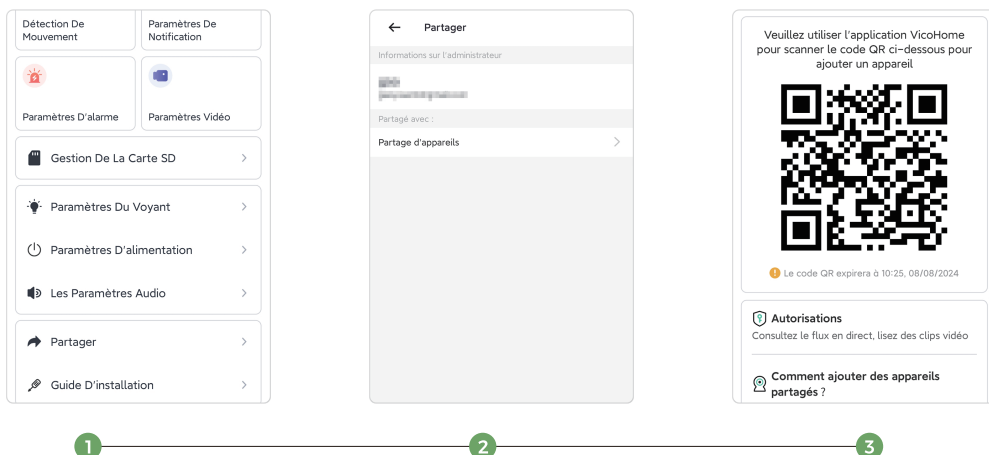 Détection De
Mouvement
Paramètres De
Notification
Paramètres D'alarme
Paramètres Vidéo
Gestion De La Carte SD
Paramètres Du Voyant
Paramètres D'alimentation
Les Paramètres Audio
Partager
Guide D'installation
Partager
Informations sur l'administrateur
Partagé avec :
Partage d'appareils
Veuillez utiliser l'application VicoHome
pour scanner le code QR ci-dessous pour
ajouter un appareil
Le code QR expirera à 10:25, 08/08/2024
Autorisations
Consultez le flux en direct, lisez des clips vidéo
Comment ajouter des appareils
partagés ?
1
2
3